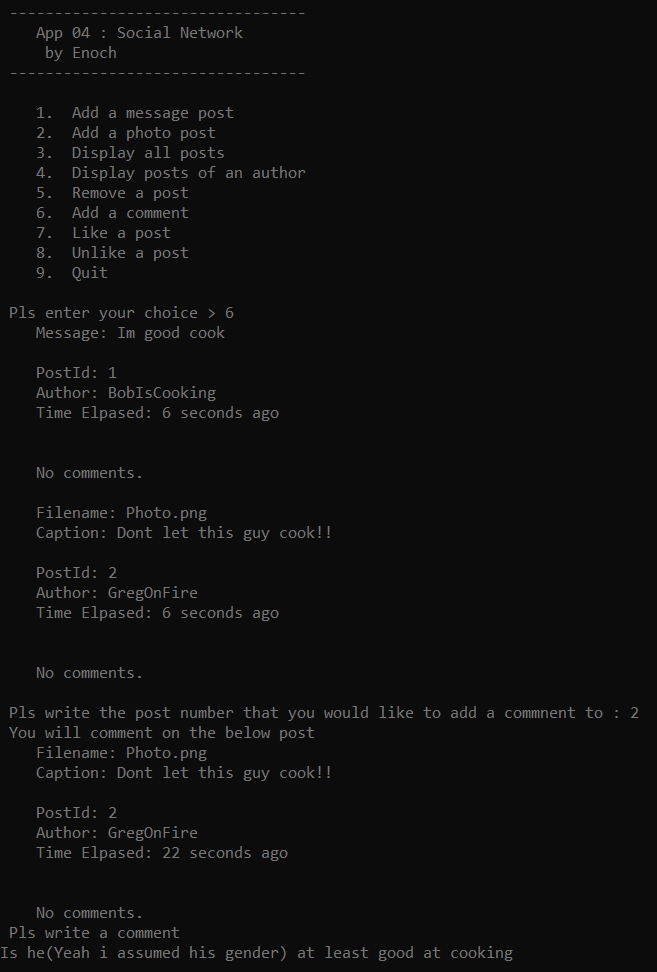 ---------------------------------
App 04 : Social Network
by Enoch
---------------------------------
1. Add a message post
2. Add a photo post
3. Display all posts
4. Display posts of an author
5. Remove a post
6. Add a comment
7. Like a post
8. Unlike a post
9. Quit
Pls enter your choice > 6
Message: Im good cook
PostId: 1
Author: BobIsCooking
Time Elpased: 6 seconds ago
No comments.
Filename: Photo.png
Caption: Dont let this guy cook!!
PostId: 2
Author: GregOnFire
Time Elpased: 6 seconds ago
No comments.
Pls write the post number that you would like to add a commnent to : 2
You will comment on the below post
Filename: Photo.png
Caption: Dont let this guy cook!!
PostId: 2
Author: GregOnFire
Time Elpased: 22 seconds ago
No comments.
Pls write a comment
Is he(Yeah i assumed his gender) at least good at cooking